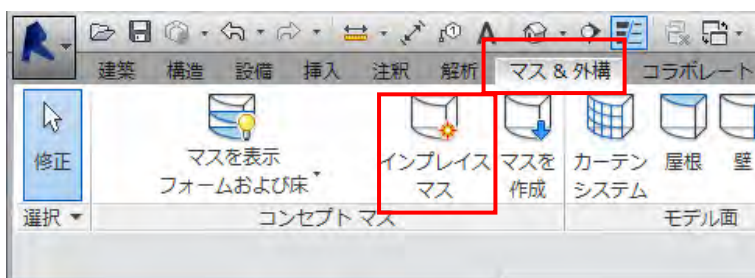 建築 構造 設備 挿入 注釈 解析 マス & 外構 コラボレート
修正
マスを表示
フォームおよび床
インプレイス
マス
マスを
作成
カーテン
システム
屋根
壁
選択
コンセプト マス
モデル面